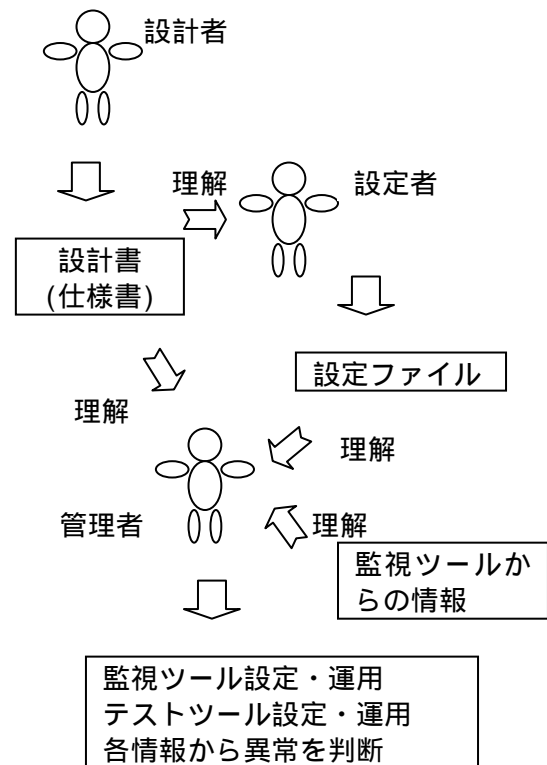 設計者
理解
設定者
設計書
(仕様書)
設定ファイル
理解
理解
管理者
理解
監視ツールか
らの情報
監視ツール設定・運用
テストツール設定・運用
各情報から異常を判断